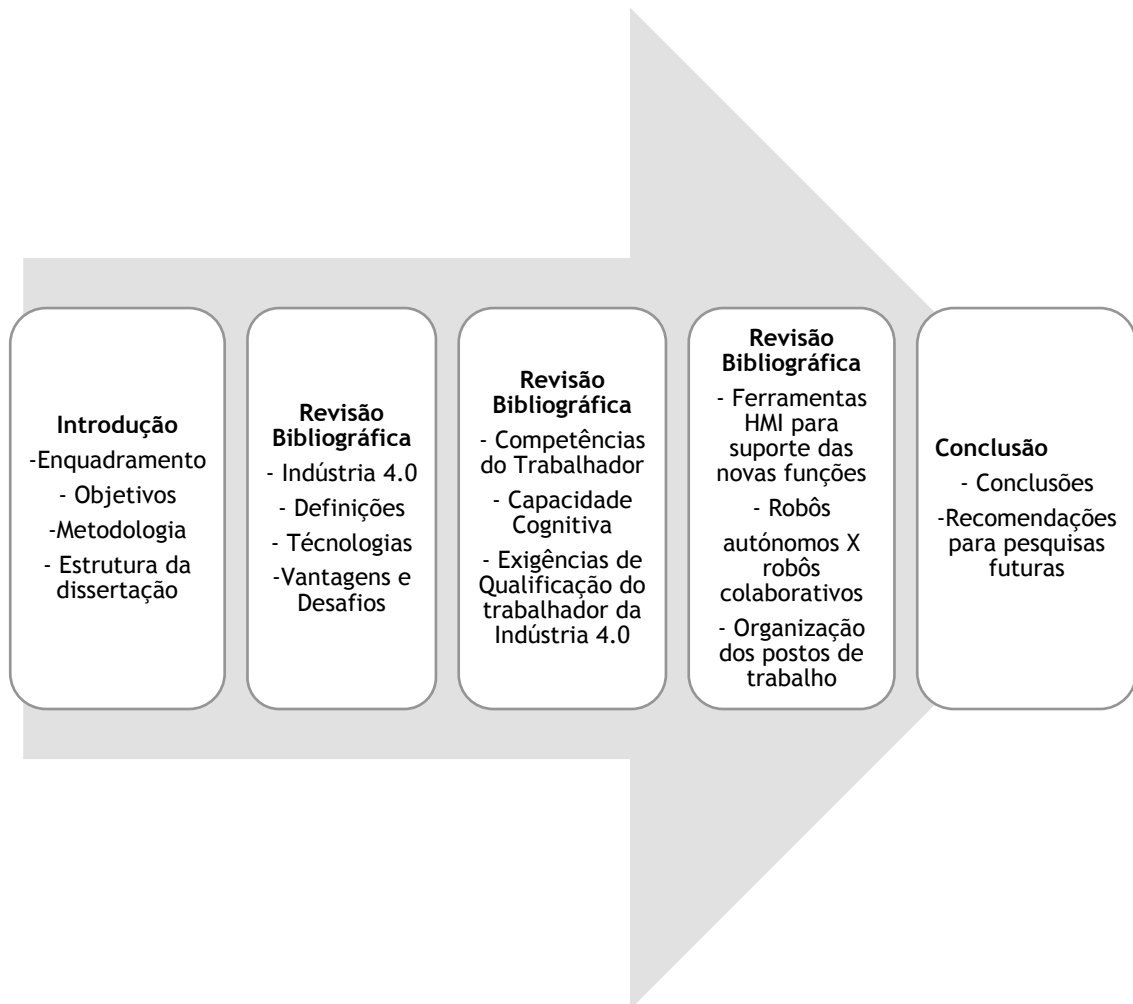 Introdução
-Enquadramento
- Objetivos
-Metodologia
- Estrutura da
dissertação
Revisão
Bibliográfica
- Indústria 4.0
- Definições
- Técnologias
-Vantagens e
Desafios
Revisão
Bibliográfica
- Competências
do Trabalhador
- Capacidade
Cognitiva
- Exigências de
Qualificação do
trabalhador da
Indústria 4.0
Revisão
Bibliográfica
- Ferramentas
HMI para
suporte das
novas funções
- Robôs
autónomos X
robôs
colaborativos
- Organização
dos postos de
trabalho
Conclusão
- Conclusões
-Recomendações
para pesquisas
futuras